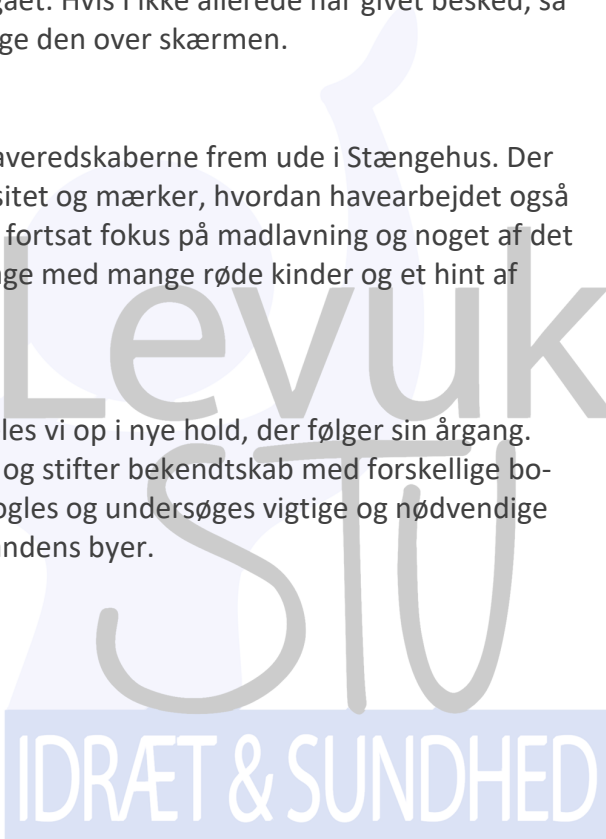 gået. Hvis I ikke allerede har givet besked, så
ge den over skærmen.
averedskaberne frem ude i Stængehus. Der
sitet og mærker, hvordan havearbejdet også
fortsat fokus på madlavning og noget af det
age med mange røde kinder og et hint af
les vi op i nye hold, der følger sin årgang.
og stifter bekendtskab med forskellige bo-
ogles og undersøges vigtige og nødvendige
ndens byer.
Levuk
STU
IDRÆT & SUNDHED